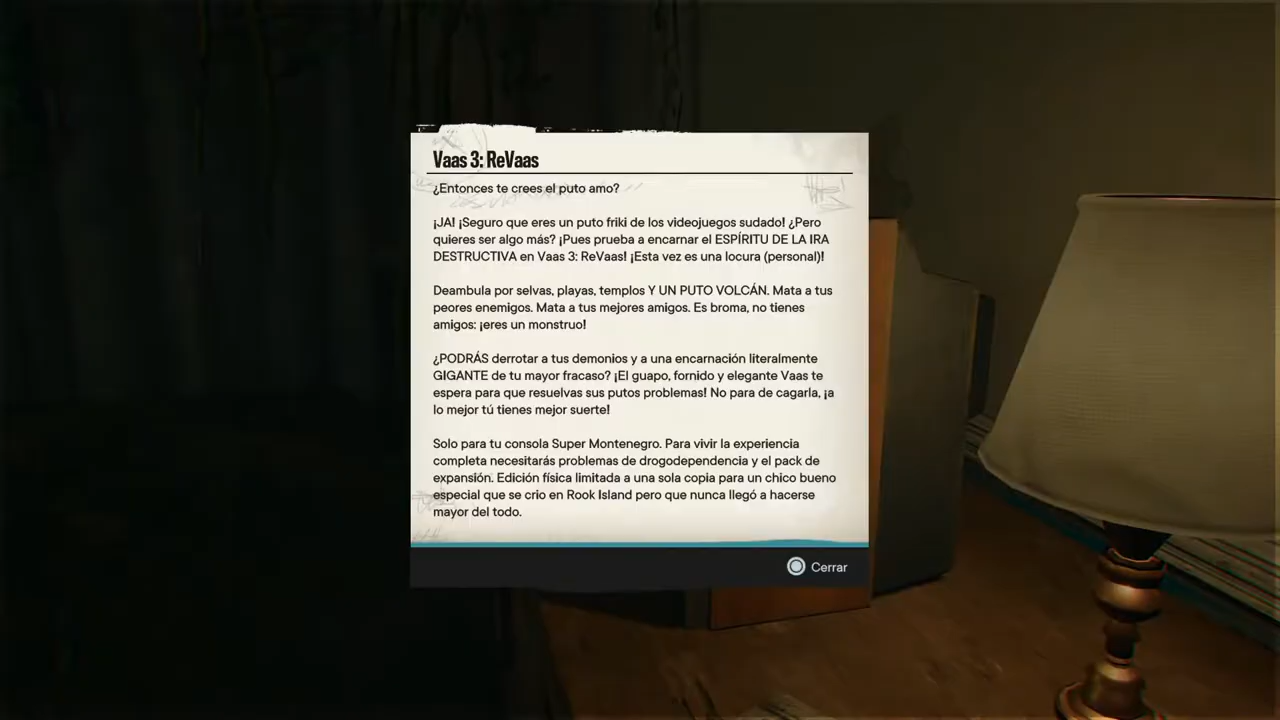 Vaas 3: ReVaas
¿Entonces te crees el puto amo?
¡JA! ¡Seguro que eres un puto friki de los videojuegos sudado! ¿Pero
quieres ser algo más? ¡Pues prueba a encarnar el ESPÍRITU DE LA IRA
DESTRUCTIVA en Vaas 3: ReVaas! ¡Esta vez es una locura (personal)!
Deambula por selvas, playas, templos Y UN PUTO VOLCÁN. Mata a tus
peores enemigos. Mata a tus mejores amigos. Es broma, no tienes
amigos: ¡eres un monstruo!
¿PODRÁS derrotar a tus demonios y a una encarnación literalmente
GIGANTE de tu mayor fracaso? ¡El guapo, fornido y elegante Vaas te
espera para que resuelvas sus putos problemas! No para de cagarla, ¡a
lo mejor tú tienes mejor suerte!
Solo para tu consola Super Montenegro. Para vivir la experiencia
completa necesitarás problemas de drogodependencia y el pack de
expansión. Edición física limitada a una sola copia para un chico bueno
especial que se crio en Rook Island pero que nunca llegó a hacerse
mayor del todo.
Cerrar